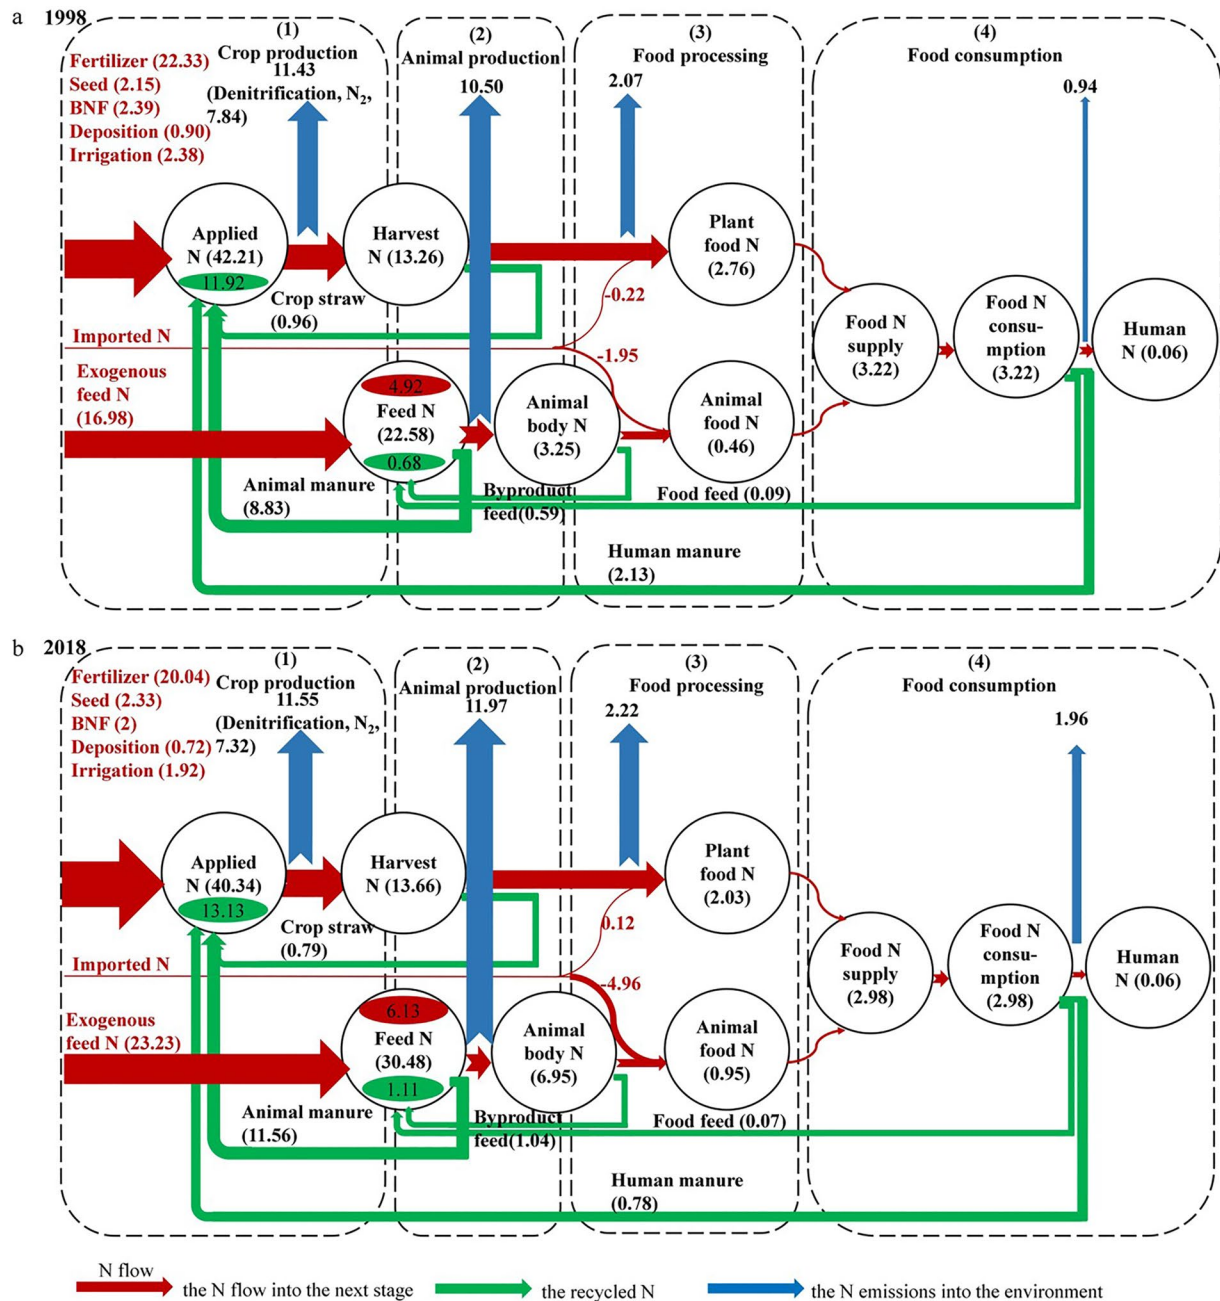 a 1998
(1)
Crop production
11.43
(Denitrification, N2,
7.84)
Fertilizer (22.33)
Seed (2.15)
BNF (2.39)
Deposition (0.90)
Irrigation (2.38)
(2)
Animal production
10.50
(3)
Food processing
2.07
(4)
Food consumption
0.94
Applied
N (42.21)
11.92
Harvest
N (13.26)
Plant
food N
(2.76)
Crop straw
(0.96)
-0.22
Imported N
-1.95
Food N
supply
(3.22)
Food N
consu-
mption
(3.22)
Human
N (0.06)
Exogenous
feed N
(16.98)
4.92
Feed N
(22.58)
0.68
Animal
body N
(3.25)
Animal
food N
(0.46)
Animal manure
(8.83)
Byproduct
feed(0.59)
Food feed (0.09)
Human manure
(2.13)
b 2018
(1)
Crop production
11.55
(Denitrification, N2,
7.32)
Fertilizer (20.04)
Seed (2.33)
BNF (2)
Deposition (0.72)
Irrigation (1.92)
(2)
Animal production
11.97
(3)
Food processing
2.22
(4)
Food consumption
1.96
Applied
N (40.34)
13.13
Harvest
N (13.66)
Plant
food N
(2.03)
Crop straw
(0.79)
0.12
Imported N
-4.96
Food N
supply
(2.98)
Food N
consu-
mption
(2.98)
Human
N (0.06)
Exogenous
feed N (23.23)
6.13
Feed N
(30.48)
1.11
Animal
body N
(6.95)
Animal
food N
(0.95)
Animal manure
(11.56)
Byproduct
feed(1.04)
Food feed (0.07)
Human manure
(0.78)
N flow
the N flow into the next stage
the recycled N
the N emissions into the environment